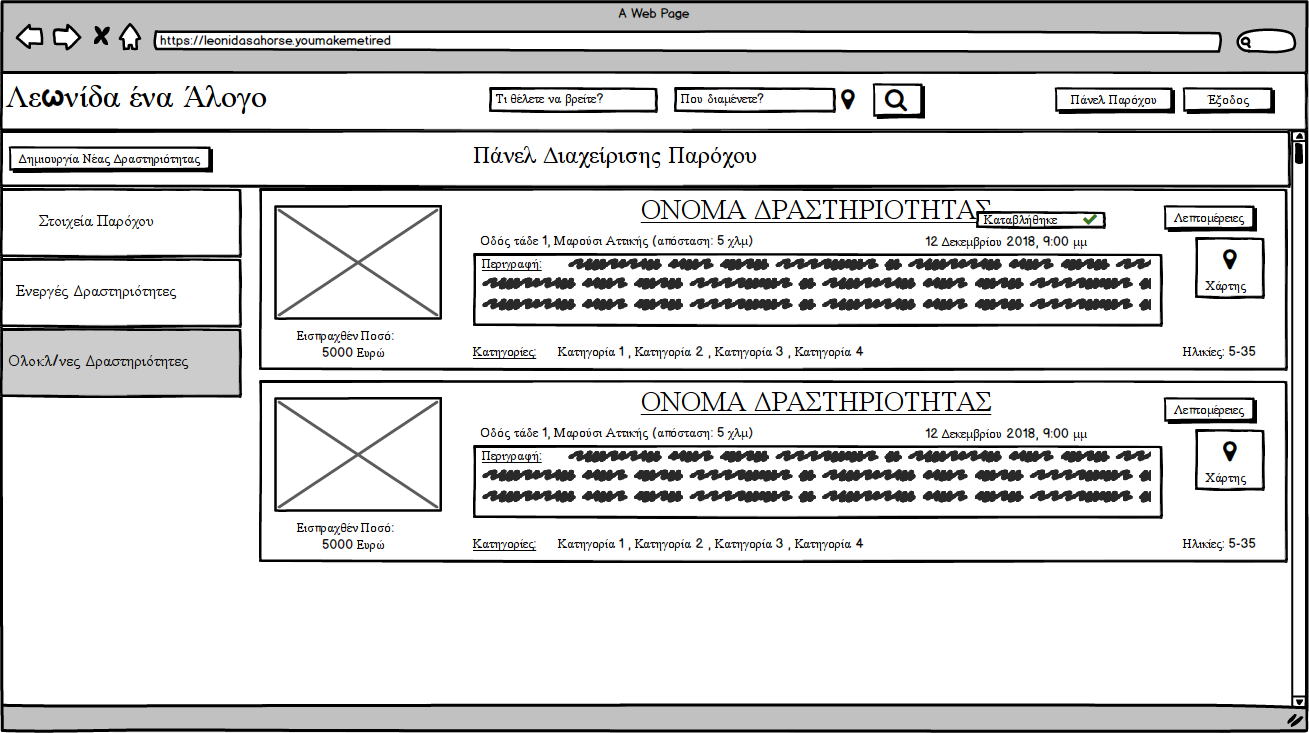 A Web Page
https://leonidasahorse.youmakemetired
Λεωνίδα ένα Άλογο
Τι θέλετε να βρείτε?
Που διαμένετε?
Πάνελ Παρόχου
Έξοδος
Δημιουργία Νέας Δραστηριότητας
Πάνελ Διαχείρισης Παρόχου
Στοιχεία Παρόχου
Ενεργές Δραστηριότητες
Ολοκλ/νες Δραστηριότητες
ΟΝΟΜΑ ΔΡΑΣΤΗΡΙΟΤΗΤΑΣ
Καταβλήθηκε
Λεπτομέρειες
Οδός τάδε 1, Μαρούσι Αττικής (απόσταση: 5 χλμ)
12 Δεκεμβρίου 2018, 9:00 μμ
Περιγραφή:
Χάρτης
Εισπραχθέν Ποσό:
5000 Ευρώ
Κατηγορίες:
Κατηγορία 1 , Κατηγορία 2 , Κατηγορία 3 , Κατηγορία 4
Ηλικίες: 5-35
ΟΝΟΜΑ ΔΡΑΣΤΗΡΙΟΤΗΤΑΣ
Λεπτομέρειες
Οδός τάδε 1, Μαρούσι Αττικής (απόσταση: 5 χλμ)
12 Δεκεμβρίου 2018, 9:00 μμ
Περιγραφή:
Χάρτης
Εισπραχθέν Ποσό:
5000 Ευρώ
Κατηγορίες:
Κατηγορία 1 , Κατηγορία 2 , Κατηγορία 3 , Κατηγορία 4
Ηλικίες: 5-35